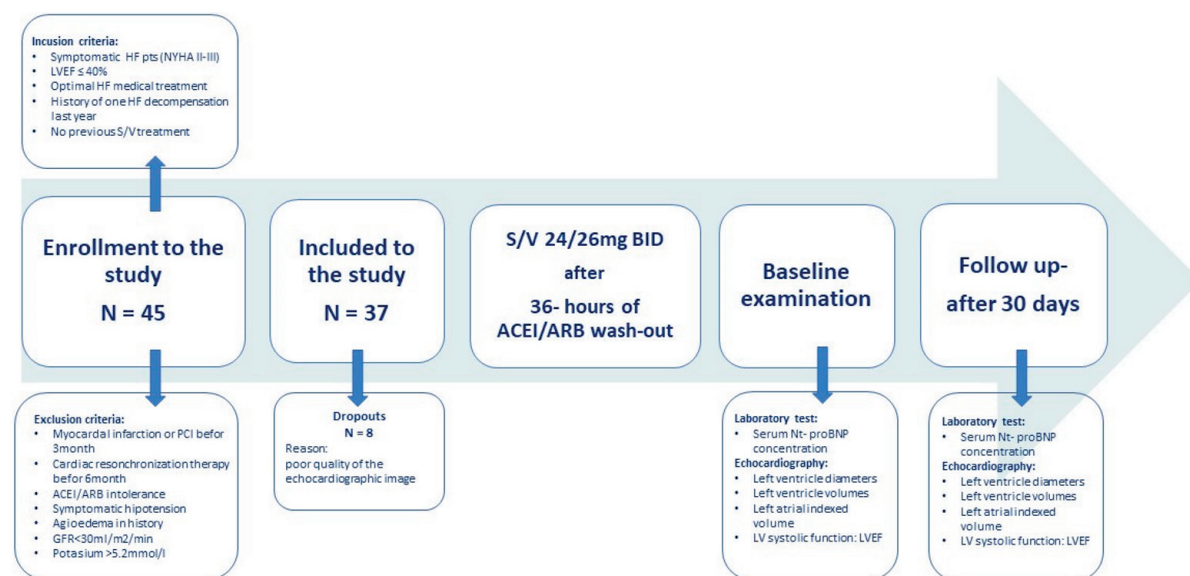 Incusion criteria:
• Symptomatic HF pts (NYHA II-III)
• LVEF ≤ 40%
• Optimal HF medical treatment
• History of one HF decompensation
last year
• No previous S/V treatment
Enrollment to the
study
N = 45
Exclusion criteria:
• Myocardal infarction or PCI befor
3month
• Cardiac resonchronization therapy
befor 6month
• ACEI/ARB intolerance
• Symptomatic hipotension
• Agioedema in history
• GFR<30ml/m2/min
• Potasium >5.2mmol/l
Included to
the study
N = 37
Dropouts
N = 8
Reason:
poor quality of the
echocardiographic image
S/V 24/26mg BID
after
36- hours of
ACEI/ARB wash-out
Baseline
examination
Laboratory test:
• Serum Nt- proBNP
concentration
Echocardiography:
• Left ventricle diameters
• Left ventricle volumes
• Left atrial indexed
volume
• LV systolic function: LVEF
Follow up-
after 30 days
Laboratory test:
• Serum Nt- proBNP
concentration
Echocardiography:
• Left ventricle diameters
• Left ventricle volumes
• Left atrial indexed
volume
• LV systolic function: LVEF